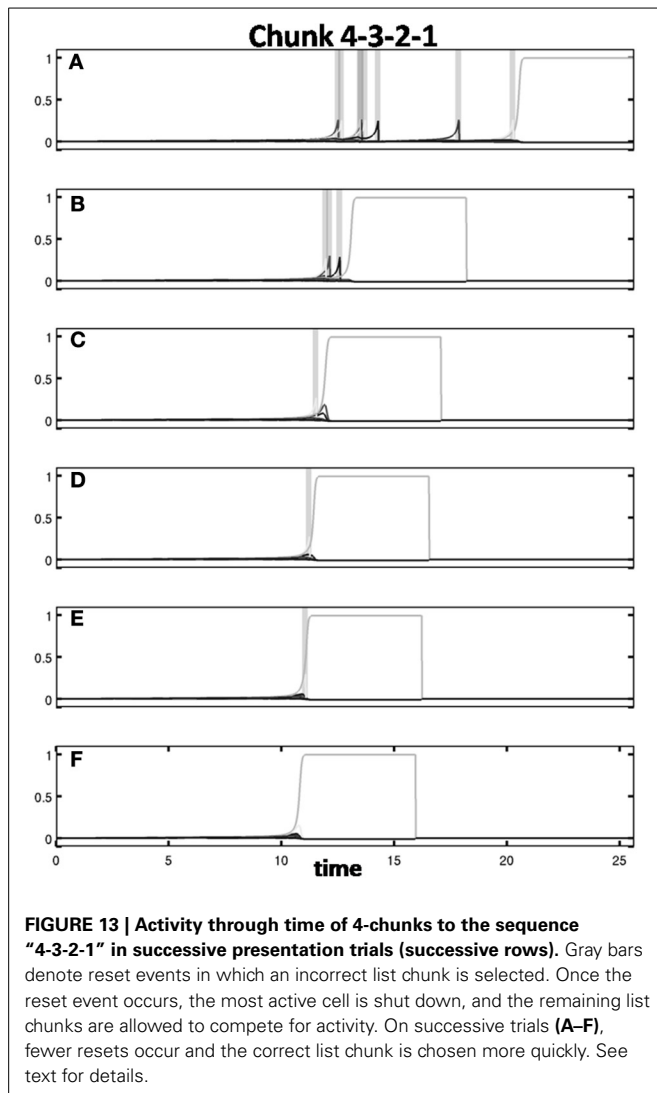 Chunk 4-3-2-1
A
1
0.5
0
B
1
0.5
0
C
1
0.5
0
D
1
0.5
0
E
1
0.5
0
F
1
0.5
0
0 5 10 15 20 25
time
FIGURE 13 | Activity through time of 4-chunks to the sequence
“4-3-2-1” in successive presentation trials (successive rows). Gray bars
denote reset events in which an incorrect list chunk is selected. Once the
reset event occurs, the most active cell is shut down, and the remaining list
chunks are allowed to compete for activity. On successive trials (A–F),
fewer resets occur and the correct list chunk is chosen more quickly. See
text for details.